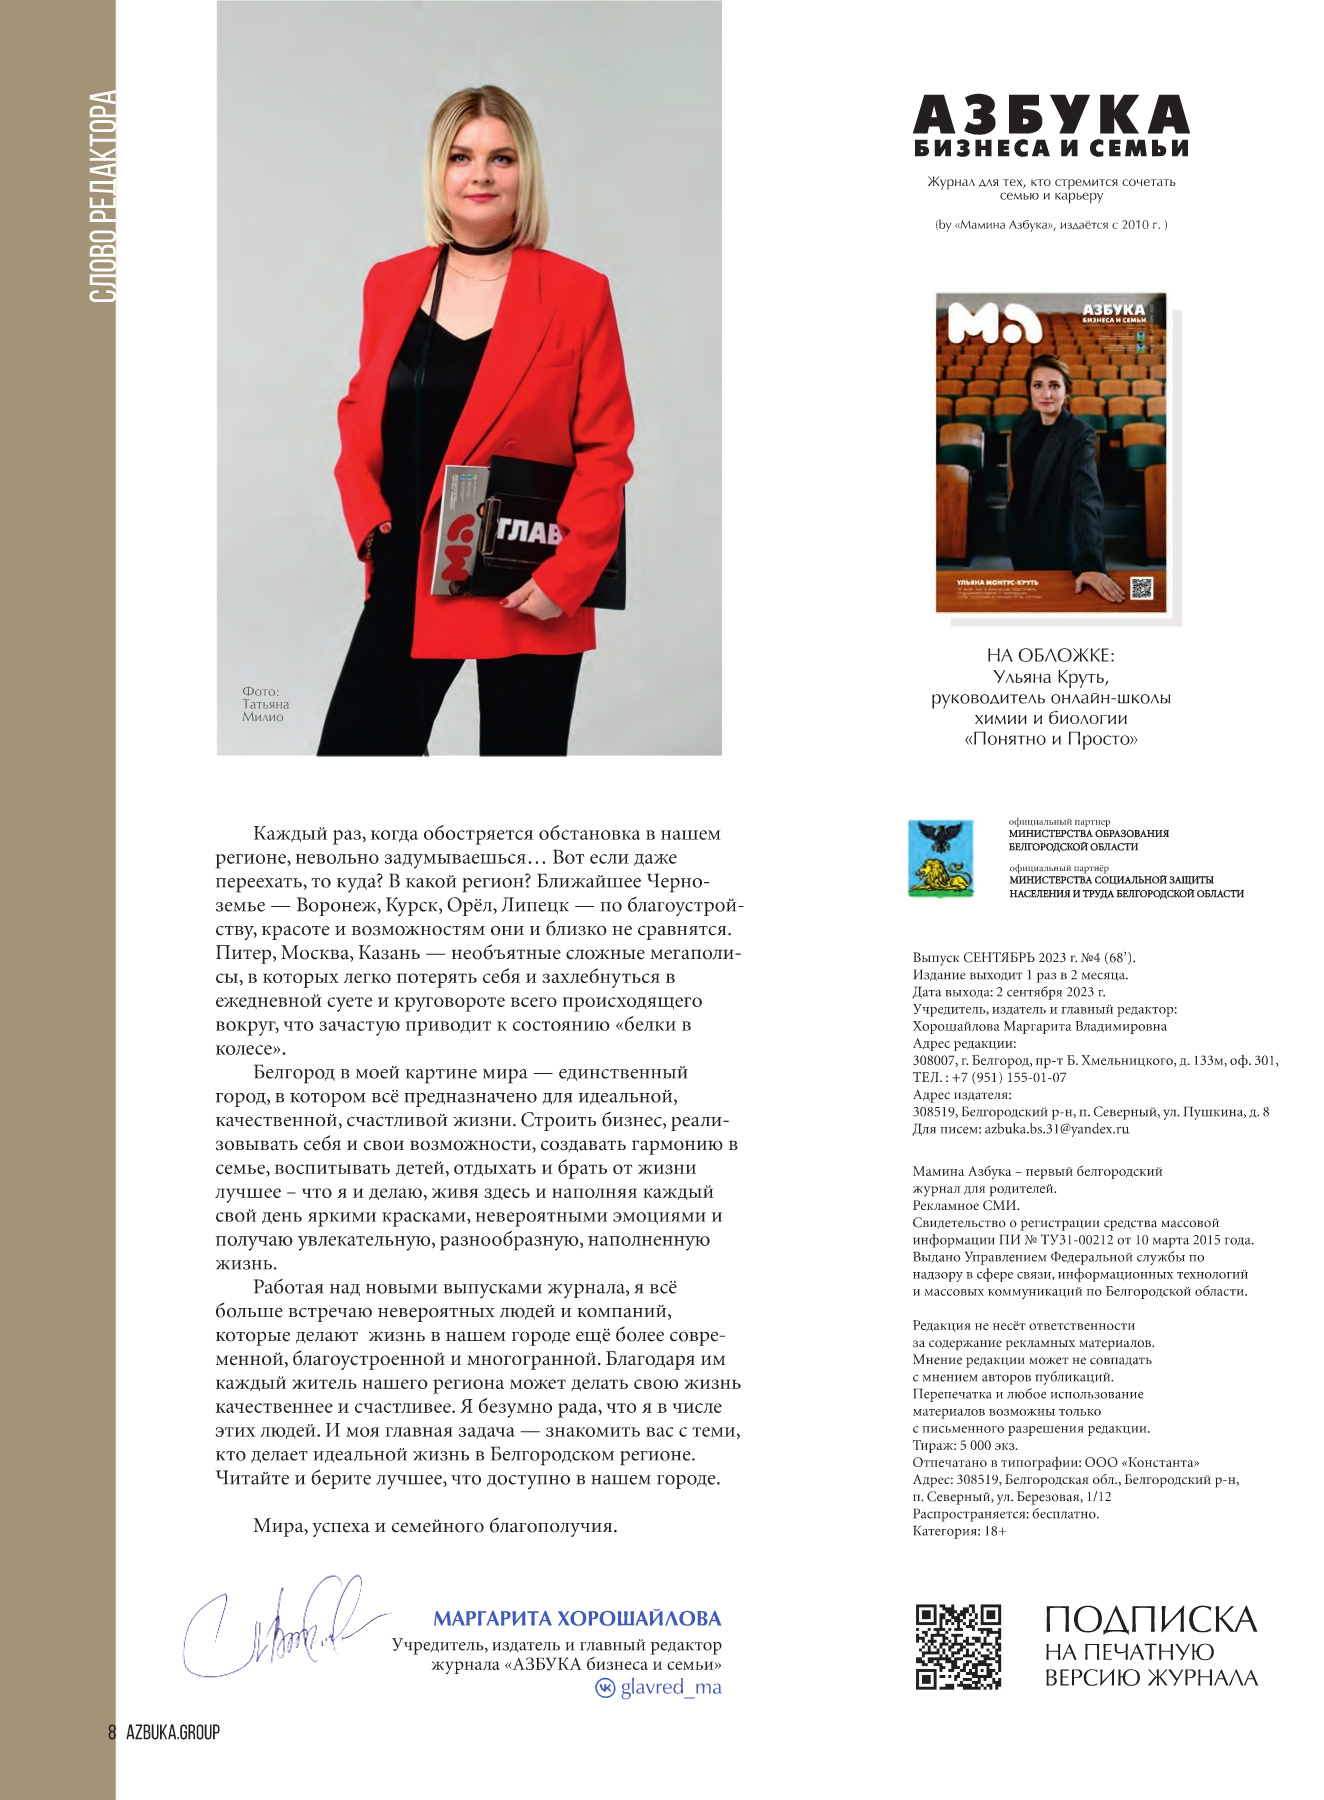 СЛОВО РЕДАКТОРА
ГЛАВ
Фото:
Татьяна
Милио
Каждый раз, когда обостряется обстановка в нашем
регионе, невольно задумываешься… Вот если даже
переехать, то куда? В какой регион? Ближайшее Черно-
земье — Воронеж, Курск, Орёл, Липецк — по благоустрой-
ству, красоте и возможностям они и близко не сравнятся.
Питер, Москва, Казань — необъятные сложные мегаполи-
сы, в которых легко потерять себя и захлебнуться в
ежедневной суете и круговороте всего происходящего
вокруг, что зачастую приводит к состоянию «белки в
колесе».
Белгород в моей картине мира — единственный
город, в котором всё предназначено для идеальной,
качественной, счастливой жизни. Строить бизнес, реали-
зовывать себя и свои возможности, создавать гармонию в
семье, воспитывать детей, отдыхать и брать от жизни
лучшее – что я и делаю, живя здесь и наполняя каждый
свой день яркими красками, невероятными эмоциями и
получаю увлекательную, разнообразную, наполненную
жизнь.
Работая над новыми выпусками журнала, я всё
больше встречаю невероятных людей и компаний,
которые делают  жизнь в нашем городе ещё более совре-
менной, благоустроенной и многогранной. Благодаря им
каждый житель нашего региона может делать свою жизнь
качественнее и счастливее. Я безумно рада, что я в числе
этих людей. И моя главная задача — знакомить вас с теми,
кто делает идеальной жизнь в Белгородском регионе.
Читайте и берите лучшее, что доступно в нашем городе.
Мира, успеха и семейного благополучия.
МАРГАРИТА ХОРОШАЙЛОВА
Учредитель, издатель и главный редактор
журнала «АЗБУКА бизнеса и семьи»
glavred_ma
АЗБУКА
БИЗНЕСА И СЕМЬИ
Журнал для тех, кто стремится сочетать
семью и карьеру
(by «Мамина Азбука», издаётся с 2010 г. )
МА
АЗБУКА
БИЗНЕСА И СЕМЬИ
УЛЬЯНА МОНТУС-КРУТЬ
НА ОБЛОЖКЕ:
Ульяна Круть,
руководитель онлайн-школы
химии и биологии
«Понятно и Просто»
официальный партнер
МИНИСТЕРСТВА ОБРАЗОВАНИЯ
БЕЛГОРОДСКОЙ ОБЛАСТИ
официальный партнёр
МИНИСТЕРСТВА СОЦИАЛЬНОЙ ЗАЩИТЫ
НАСЕЛЕНИЯ И ТРУДА БЕЛГОРОДСКОЙ ОБЛАСТИ
Выпуск СЕНТЯБРЬ 2023 г. №4 (68’).
Издание выходит 1 раз в 2 месяца.
Дата выхода: 2 сентября 2023 г.
Учредитель, издатель и главный редактор:
Хорошайлова Маргарита Владимировна
Адрес редакции:
308007, г. Белгород, пр-т Б. Хмельницкого, д. 133м, оф. 301,
ТЕЛ. : +7 (951) 155-01-07
Адрес издателя:
308519, Белгородский р-н, п. Северный, ул. Пушкина, д. 8
Для писем: azbuka.bs.31@yandex.ru
Мамина Азбука – первый белгородский
журнал для родителей.
Рекламное СМИ.
Свидетельство о регистрации средства массовой
информации ПИ № ТУ31-00212 от 10 марта 2015 года.
Выдано Управлением Федеральной службы по
надзору в сфере связи, информационных технологий
и массовых коммуникаций по Белгородской области.
Редакция не несёт ответственности
за содержание рекламных материалов.
Мнение редакции может не совпадать
с мнением авторов публикаций.
Перепечатка и любое использование
материалов возможны только
с письменного разрешения редакции.
Тираж: 5 000 экз.
Отпечатано в типографии: ООО «Константа»
Адрес: 308519, Белгородская обл., Белгородский р-н,
п. Северный, ул. Березовая, 1/12
Распространяется: бесплатно.
Категория: 18+
ПОДПИСКА
НА ПЕЧАТНУЮ
ВЕРСИЮ ЖУРНАЛА
8 AZBUKA.GROUP